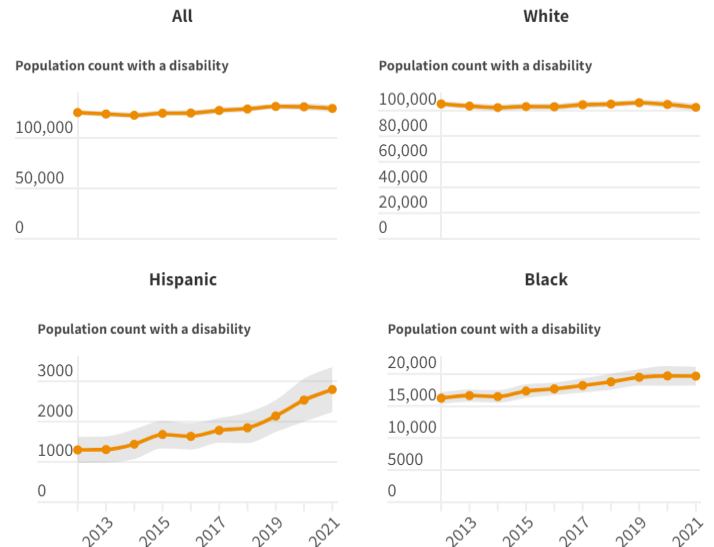 All
White
Population count with a disability
Population count with a disability
100,000
50,000
0
100,000
80,000
60,000
40,000
20,000
0
Hispanic
Black
Population count with a disability
Population count with a disability
3000
2000
1000
0
2013 2015 2017 2019 2021
20,000
15,000
10,000
5000
0
2013 2015 2017 2019 2021